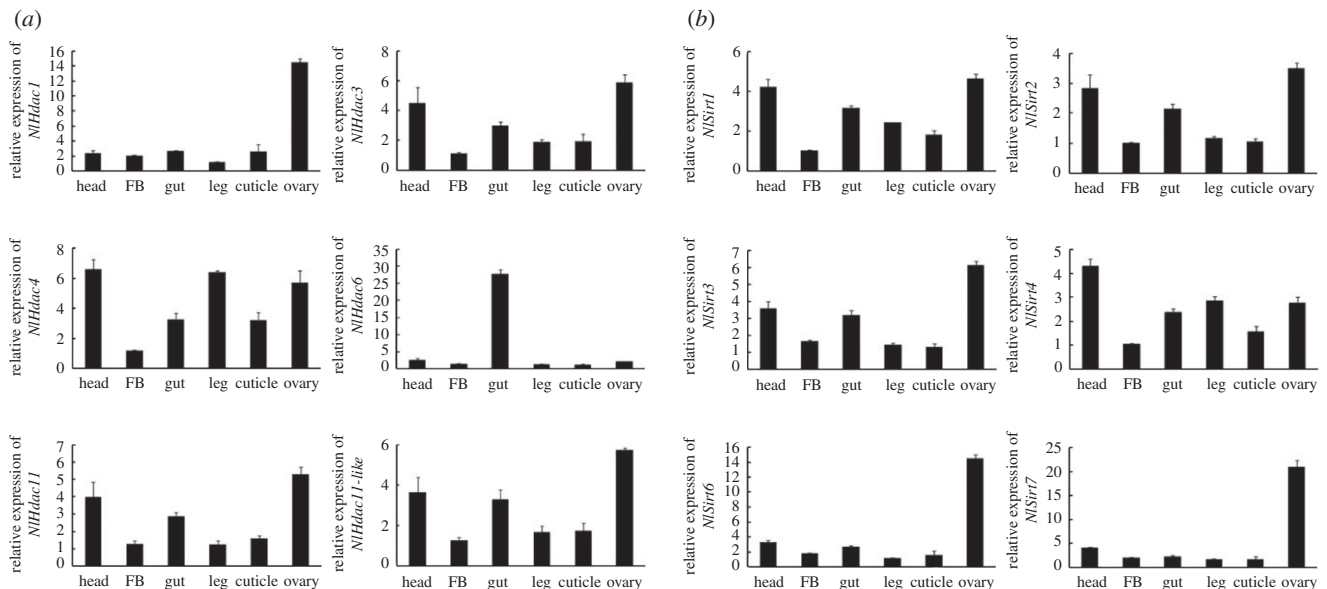 (a)
relative expression of
NlHdac1
16
14
12
10
8
6
4
2
0
head FB gut leg cuticle ovary
relative expression of
NlHdac3
8
6
4
2
0
head FB gut leg cuticle ovary
relative expression of
NlHdac4
8
6
4
2
0
head FB gut leg cuticle ovary
relative expression of
NlHdac6
35
30
25
20
15
10
5
0
head FB gut leg cuticle ovary
relative expression of
NlHdac11
7
6
5
4
3
2
1
0
head FB gut leg cuticle ovary
relative expression of
NlHdac11-like
6
4
2
0
head FB gut leg cuticle ovary
(b)
relative expression of
NlSirt1
6
4
2
0
head FB gut leg cuticle ovary
relative expression of
NlSirt2
4
3
2
1
0
head FB gut leg cuticle ovary
relative expression of
NlSirt3
7
6
5
4
3
2
1
0
head FB gut leg cuticle ovary
relative expression of
NlSirt4
5
4
3
2
1
0
head FB gut leg cuticle ovary
relative expression of
NlSirt6
16
14
12
10
8
6
4
2
0
head FB gut leg cuticle ovary
relative expression of
NlSirt7
25
20
15
10
5
0
head FB gut leg cuticle ovary